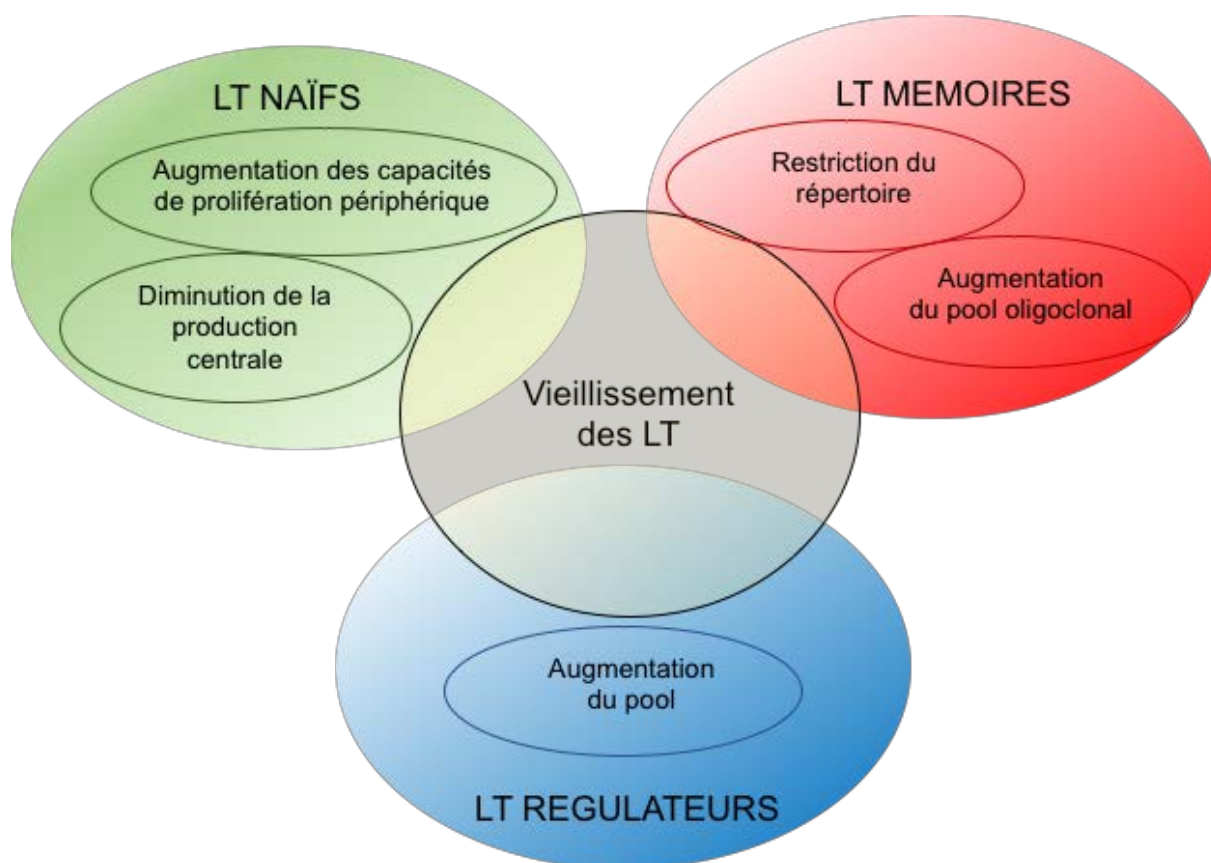 LT NAÏFS
Augmentation des capacités
de prolifération périphérique
Diminution de la
production
centrale
LT MEMOIRES
Restriction du
répertoire
Augmentation
du pool oligoclonal
Vieillissement
des LT
Augmentation
du pool
LT REGULATEURS